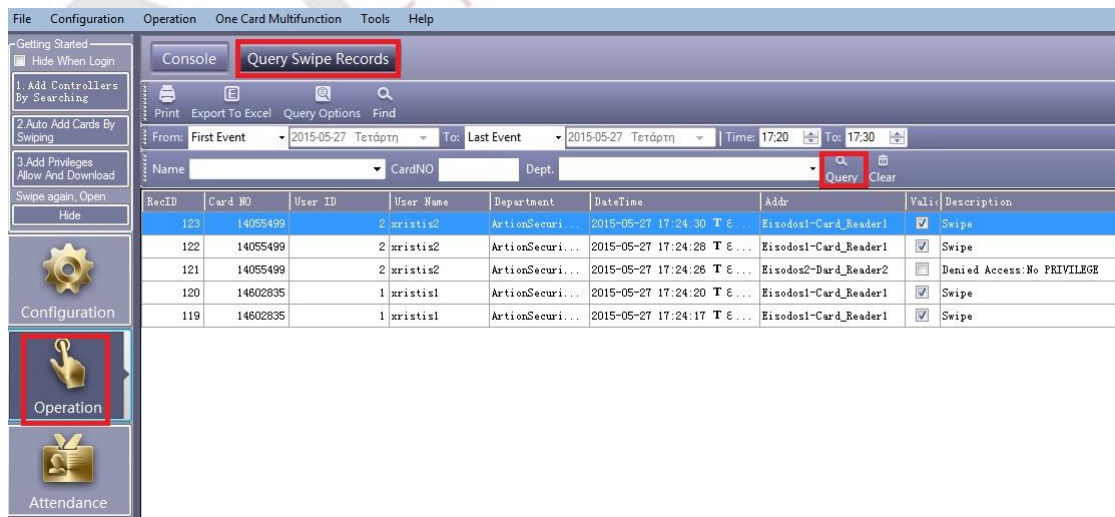 File Configuration Operation One Card Multifunction Tools Help
Getting Started
Hide When Login
1.Add Controllers By Searching
2.Auto Add Cards By Swiping
3.Add Privileges Allow And Download
Swipe again, Open
Hide
Configuration
Operation
Attendance
Console Query Swipe Records
Print Export To Excel Query Options Find
From: First Event 2015-05-27 Τετάρτη To: Last Event 2015-05-27 Τετάρτη Time: 17:20 To: 17:30
Name CardNO Dept. Query Clear
RecID Card NO User ID User Name Department DateTime Addr Valid Description
123 14055499 2 xristis2 ArtionSecuri... 2015-05-27 17:24:30 Τ ε... Eisodos1-Card_Reader1 Swipe
122 14055499 2 xristis2 ArtionSecuri... 2015-05-27 17:24:28 Τ ε... Eisodos1-Card_Reader1 Swipe
121 14055499 2 xristis2 ArtionSecuri... 2015-05-27 17:24:26 Τ ε... Eisodos2-Dard_Reader2 Denied Access:No PRIVILEGE
120 14602835 1 xristis1 ArtionSecuri... 2015-05-27 17:24:20 Τ ε... Eisodos1-Card_Reader1 Swipe
119 14602835 1 xristis1 ArtionSecuri... 2015-05-27 17:24:17 Τ ε... Eisodos1-Card_Reader1 Swipe